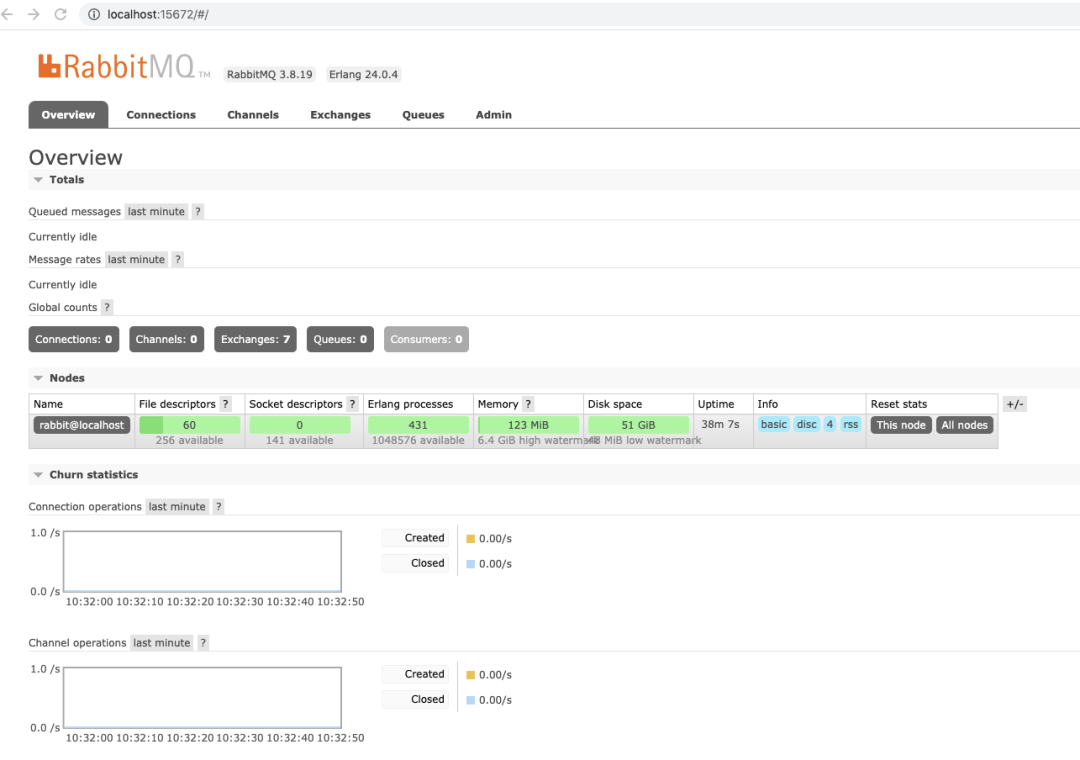 localhost:15672/#/
RabbitMQ TM RabbitMQ 3.8.19 Erlang 24.0.4
Overview Connections Channels Exchanges Queues Admin
Overview
Totals
Queued messages last minute ?
Currently idle
Message rates last minute ?
Currently idle
Global counts ?
Connections: 0 Channels: 0 Exchanges: 7 Queues: 0 Consumers: 0
Nodes
Name File descriptors ? Socket descriptors ? Erlang processes Memory ? Disk space Uptime Info Reset stats +/-
rabbit@localhost 60 0 431 123 MiB 51 GiB 38m 7s basic disc 4 rss This node All nodes
256 available 141 available 1048576 available 6.4 GiB high watermark 48 MiB low watermark
Churn statistics
Connection operations last minute ?
1.0 /s Created 0.00/s
Closed 0.00/s
0.0 /s
10:32:00 10:32:10 10:32:20 10:32:30 10:32:40 10:32:50
Channel operations last minute ?
1.0 /s Created 0.00/s
Closed 0.00/s
0.0 /s
10:32:00 10:32:10 10:32:20 10:32:30 10:32:40 10:32:50